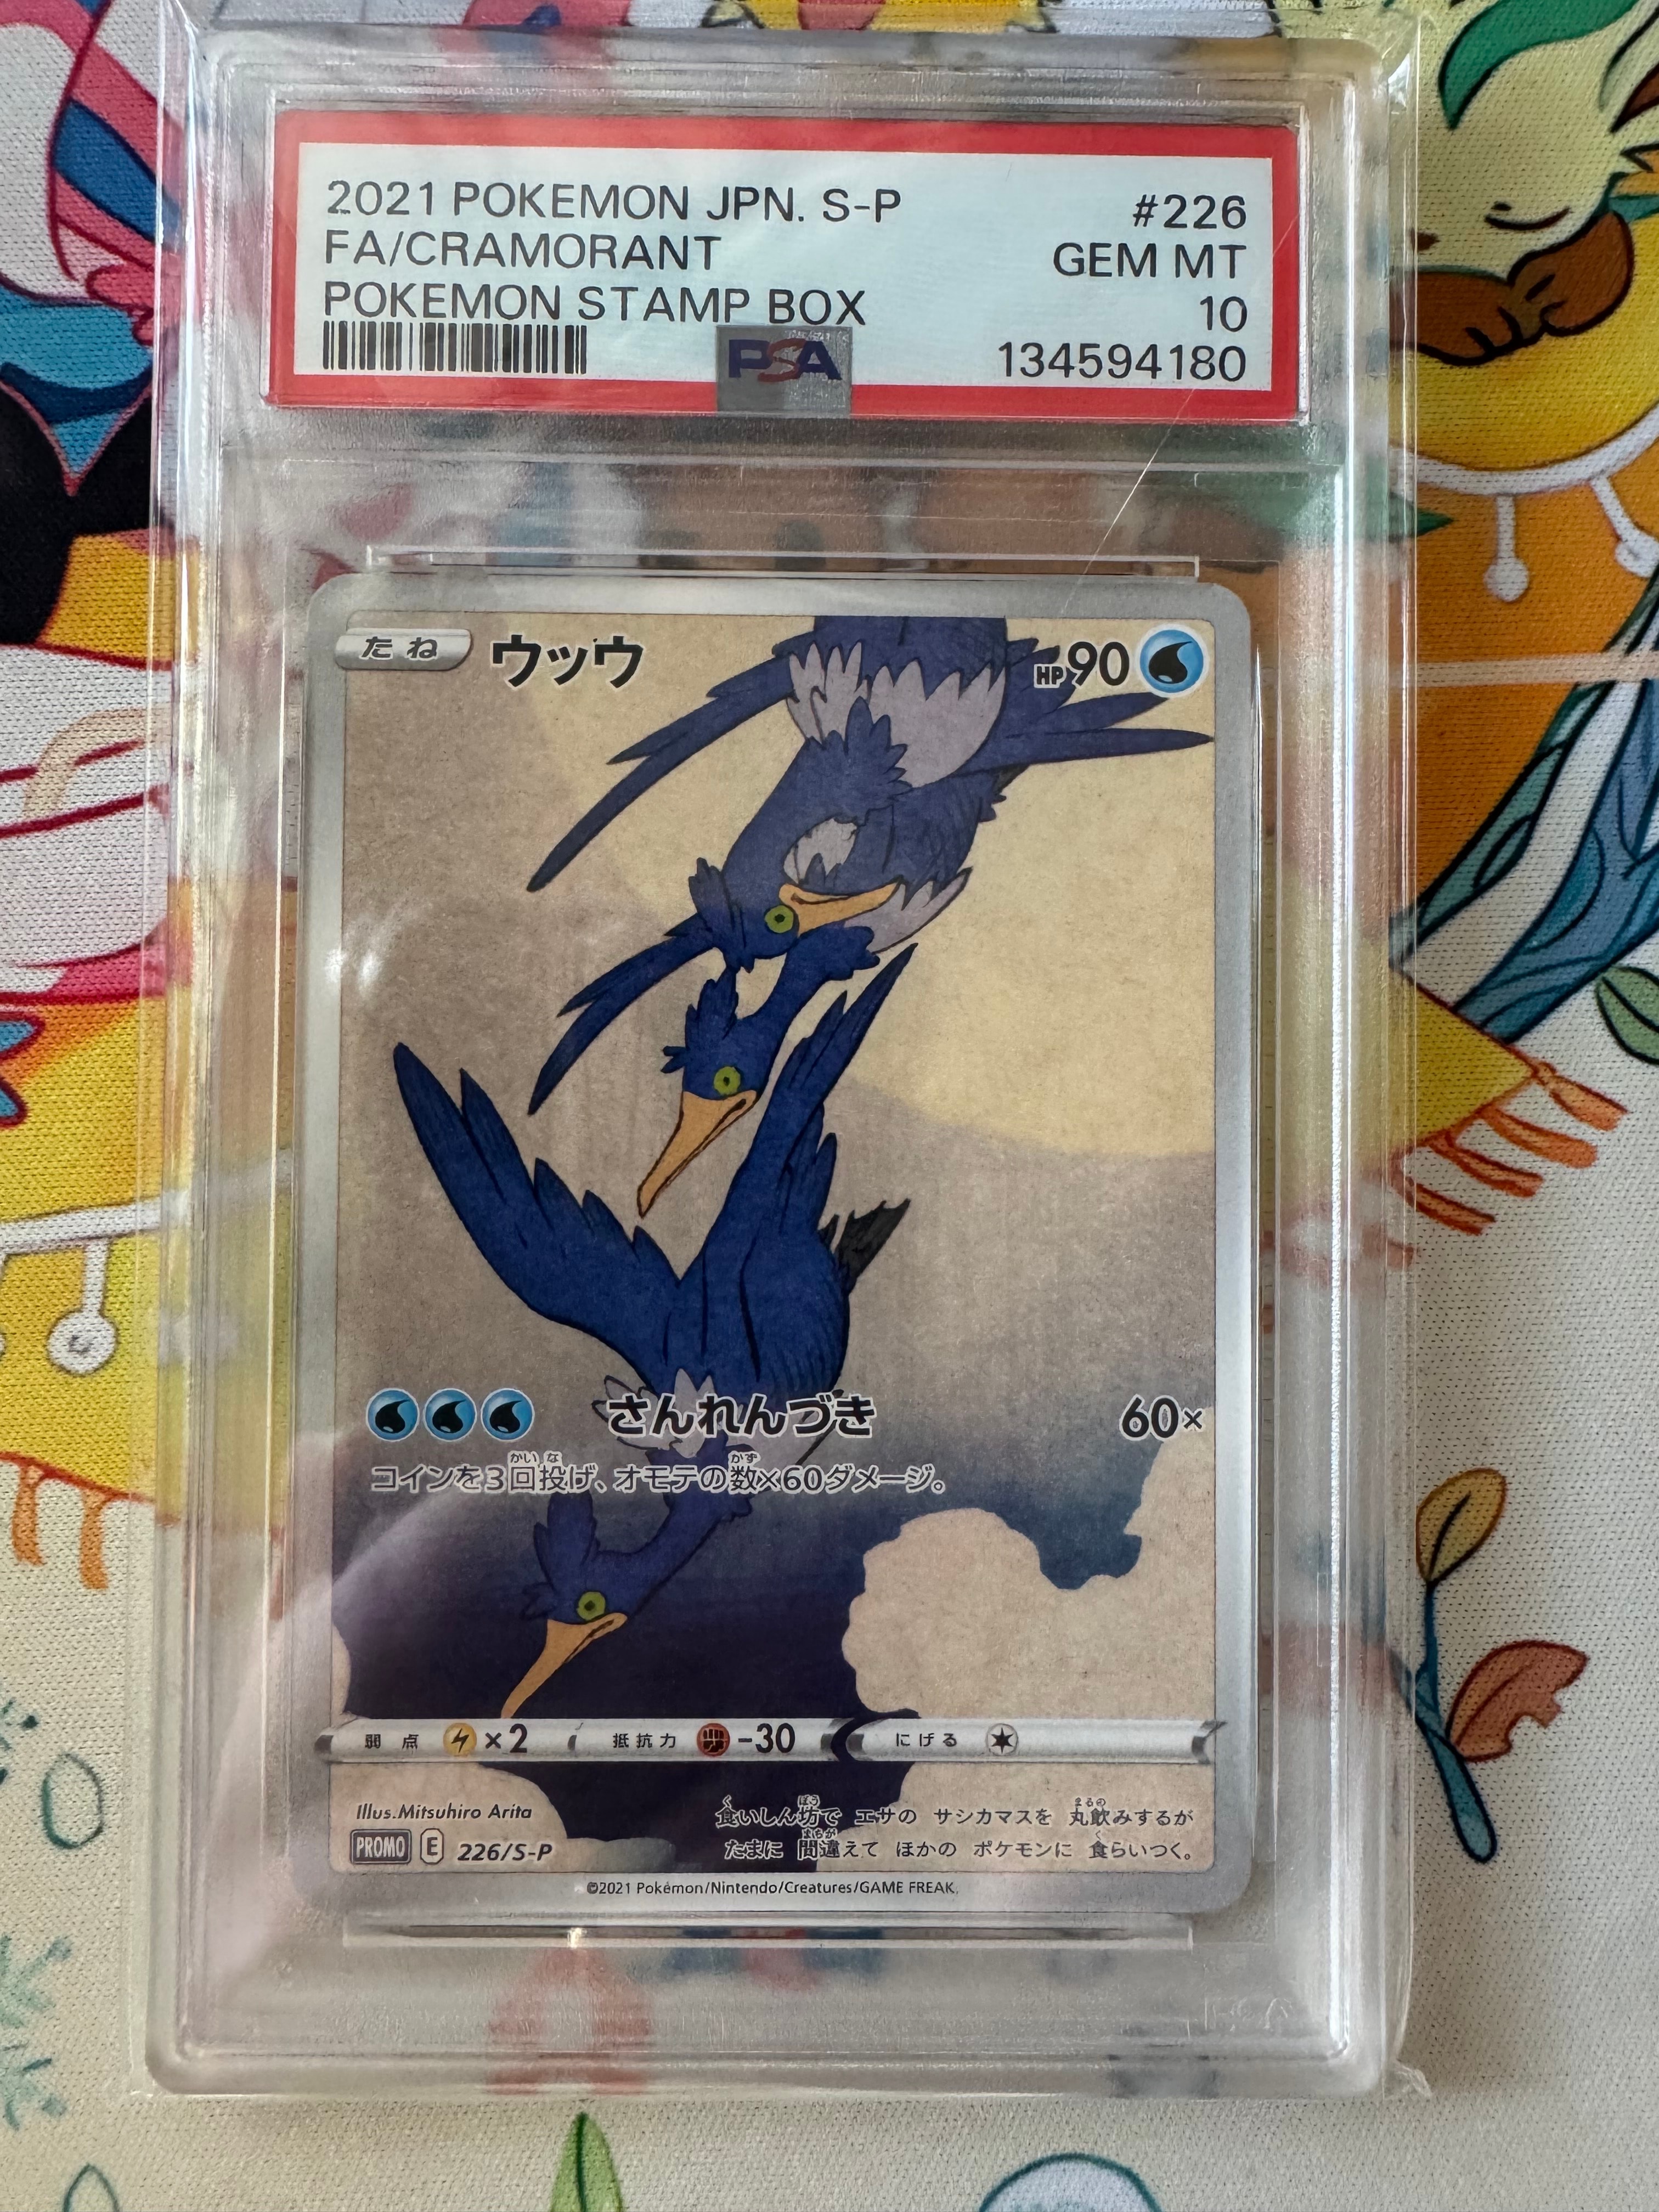 2021 POKEMON JPN. S-P #226
FA/CRAMORANT GEM MT
POKEMON STAMP BOX 10
PSA 134594180
たね ウッウ HP90
さんれんづき 60×
コインを3回投げ、オモテの数×60ダメージ。
弱点 ×2 抵抗力 -30 にげる
Illus.Mitsuhiro Arita
食いしん坊で エサの サシカマスを 丸飲みするが
たまに 間違えて ほかの ポケモンに 食らいつく。
PROMO E 226/S-P
©2021 Pokémon/Nintendo/Creatures/GAME FREAK.